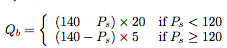 Q_b = { (140    P_s) × 20  if P_s < 120
(140 − P_s) × 5  if P_s ≥ 120